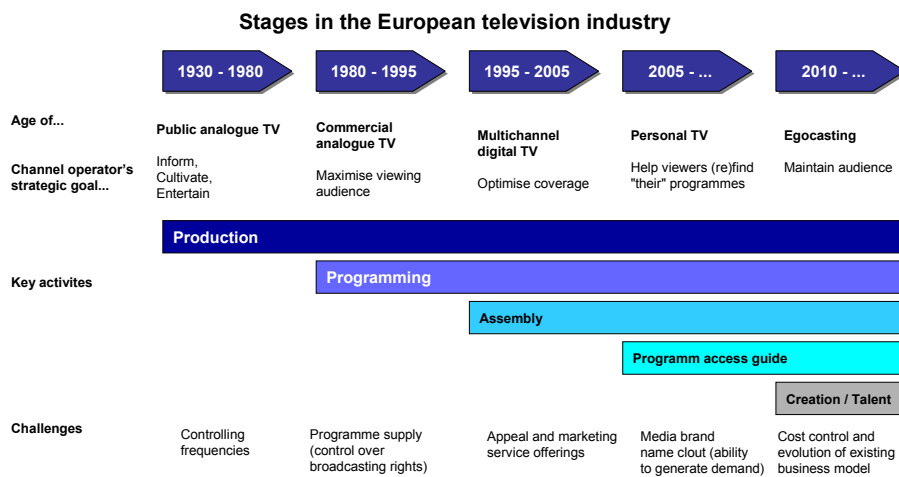 Stages in the European television industry
1930 - 1980
1980 - 1995
1995 - 2005
2005 - ...
2010 - ...
Age of...
Public analogue TV
Commercial
analogue TV
Multichannel
digital TV
Personal TV
Egocasting
Channel operator's
strategic goal...
Inform,
Cultivate,
Entertain
Maximise viewing
audience
Optimise coverage
Help viewers (re)find
"their" programmes
Maintain audience
Production
Key activites
Programming
Assembly
Programm access guide
Creation / Talent
Challenges
Controlling
frequencies
Programme supply
(control over
broadcasting rights)
Appeal and marketing
service offerings
Media brand
name clout (ability
to generate demand)
Cost control and
evolution of existing
business model